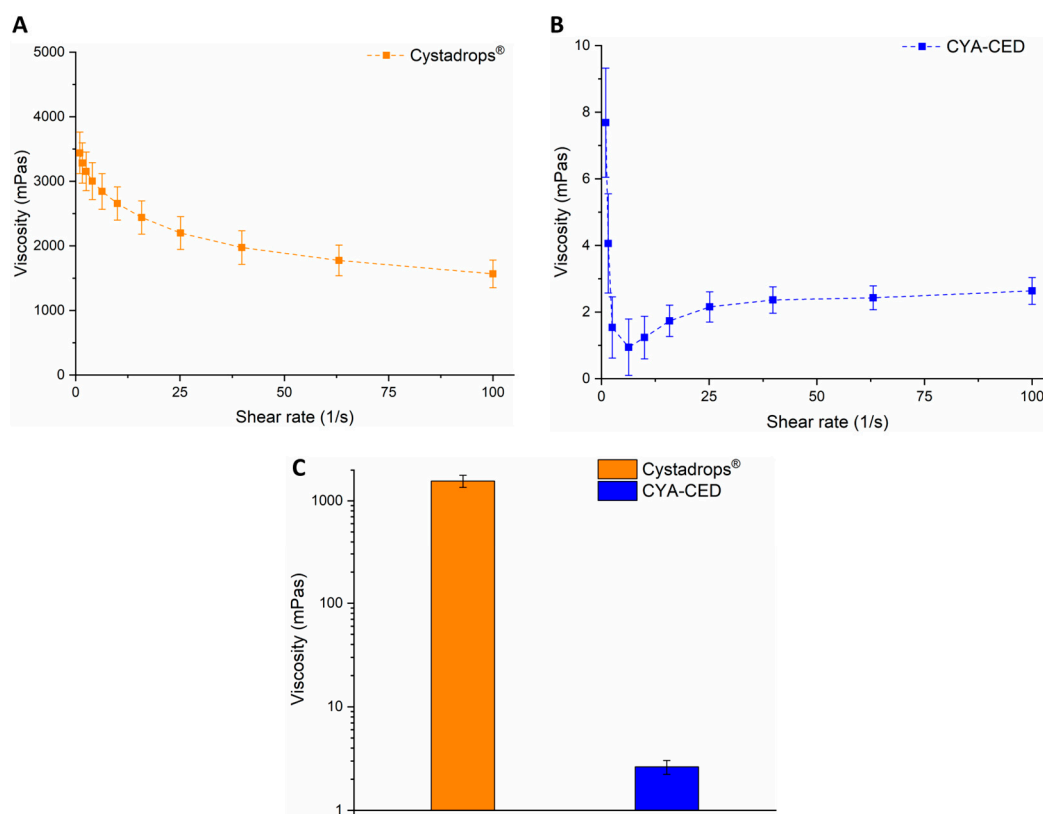 A
Cystadrops®
5000
4000
3000
2000
1000
0
Viscosity (mPas)
0 25 50 75 100
Shear rate (1/s)
B
CYA-CED
10
8
6
4
2
0
Viscosity (mPas)
0 25 50 75 100
Shear rate (1/s)
C
Cystadrops®
CYA-CED
1000
100
10
1
Viscosity (mPas)